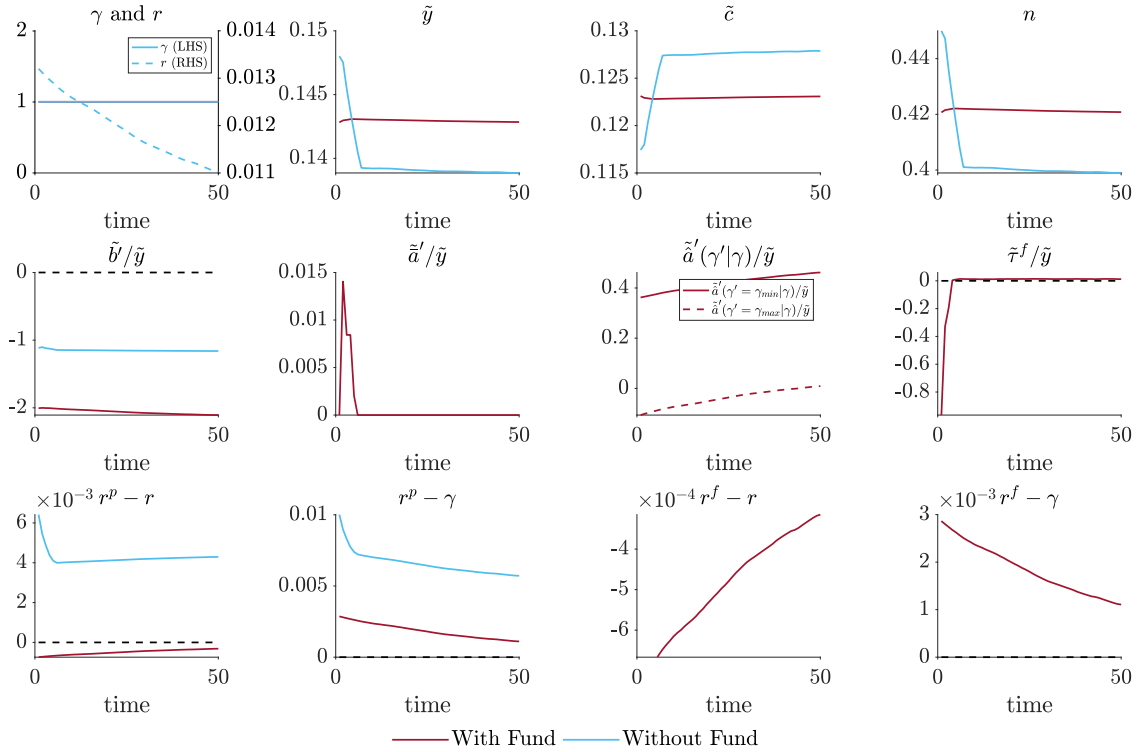 γ and r
2
1
0
0.014
0.013
0.012
0.011
γ (LHS)
r (RHS)
0
50
time
ỹ
0.15
0.145
0.14
0
50
time
c̃
0.13
0.125
0.12
0.115
0
50
time
n
0.44
0.42
0.4
0
50
time
b̃′/ỹ
0
-1
-2
0
50
time
ā̃′/ỹ
0.015
0.01
0.005
0
0
50
time
ẫ′(γ′|γ)/ỹ
0.4
0.2
0
ẫ′(γ′ = γ_min|γ)/ỹ
ẫ′(γ′ = γ_max|γ)/ỹ
0
50
time
τ̃^f/ỹ
0
-0.2
-0.4
-0.6
-0.8
0
50
time
×10^-3 r^p − r
6
4
2
0
0
50
time
r^p − γ
0.01
0.005
0
0
50
time
×10^-4 r^f − r
-4
-5
-6
0
50
time
×10^-3 r^f − γ
3
2
1
0
0
50
time
With Fund
Without Fund